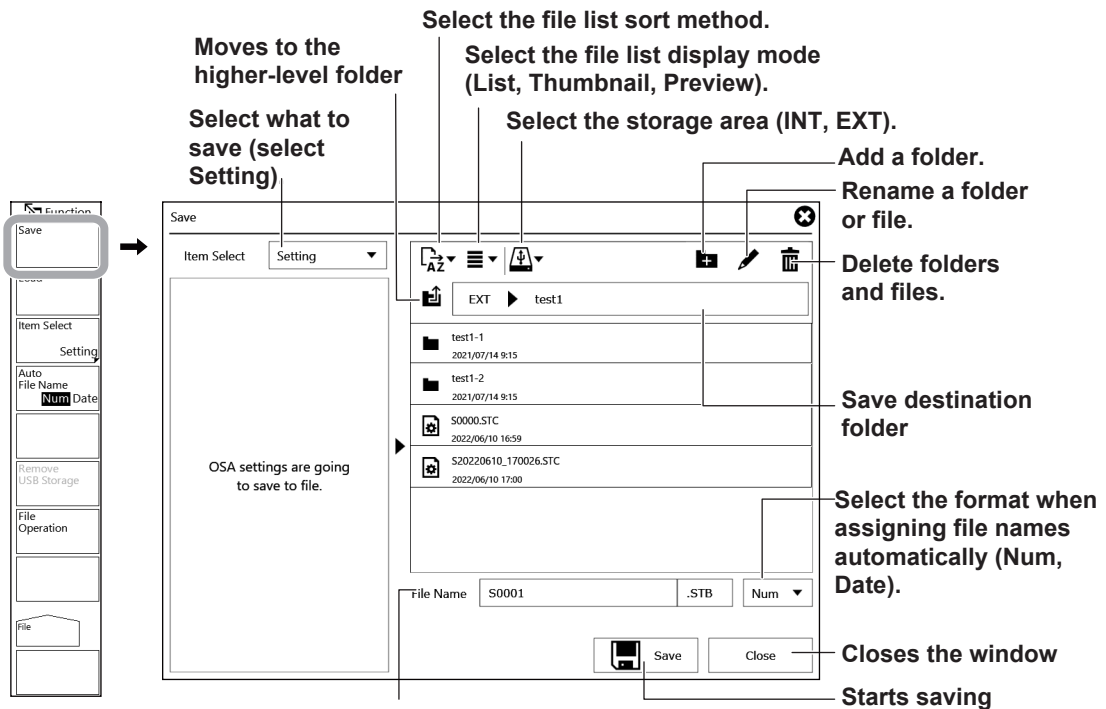 Select the file list sort method.
Moves to the
higher-level folder
Select the file list display mode
(List, Thumbnail, Preview).
Select what to
save (select
Setting)
Select the storage area (INT, EXT).
Add a folder.
Rename a folder
or file.
Delete folders
and files.
Save destination
folder
Select the format when
assigning file names
automatically (Num,
Date).
Closes the window
Starts saving
Function
Save
Load
Item Select
Setting
Auto
File Name
Num Date
Remove
USB Storage
File
Operation
File
Save
Item Select Setting
AZ
EXT test1
test1-1
2021/07/14 9:15
test1-2
2021/07/14 9:15
S0000.STC
2022/06/10 16:59
S20220610_170026.STC
2022/06/10 17:00
OSA settings are going
to save to file.
File Name S0001 .STB Num
Save Close